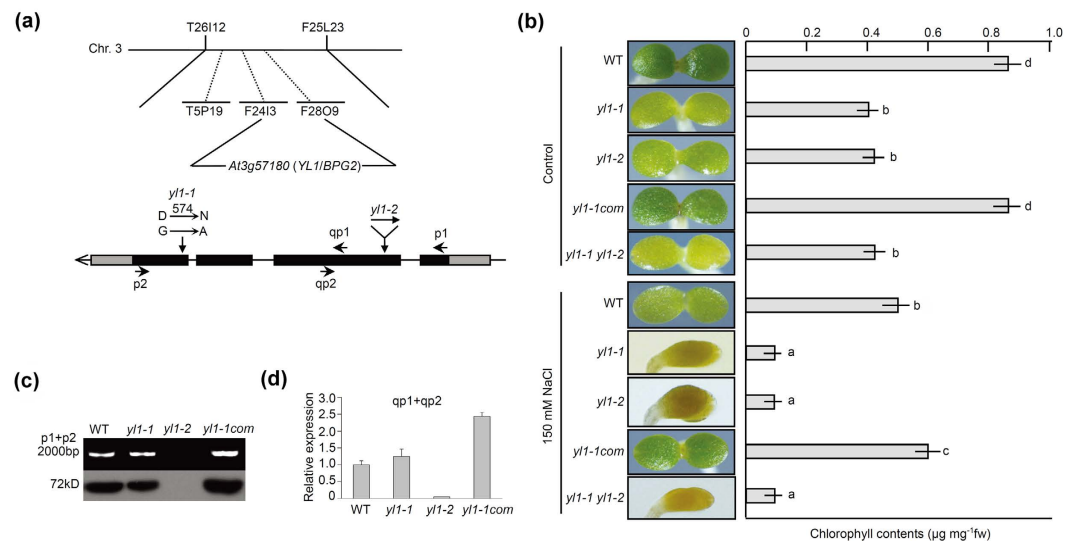 (a)
T26I12 F25L23
Chr. 3
T5P19 F24I3 F28O9
At3g57180 (YL1/BPG2)
yl1-1
574
D N
G A
yl1-2
qp1 p1
p2 qp2
(b)
0 0.2 0.4 0.6 0.8 1.0
Control
WT d
yl1-1 b
yl1-2 b
yl1-1com d
yl1-1 yl1-2 b
150 mM NaCl
WT b
yl1-1 a
yl1-2 a
yl1-1com c
yl1-1 yl1-2 a
Chlorophyll contents (µg mg⁻¹fw)
(c)
WT yl1-1 yl1-2 yl1-1com
p1+p2
2000bp
72kD
(d)
qp1+qp2
Relative expression
3.0
2.5
2.0
1.5
1.0
0.5
0
WT yl1-1 yl1-2 yl1-1com